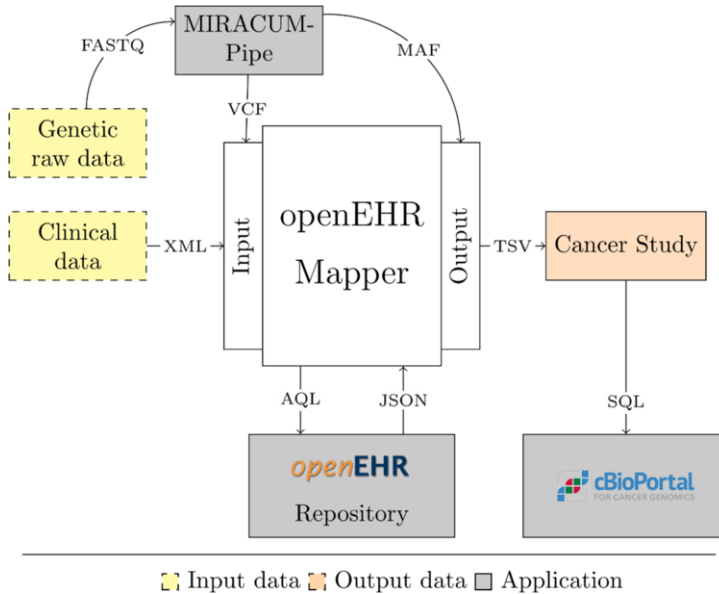 MIRACUM-
Pipe
FASTQ
MAF
VCF
Genetic
raw data
Clinical
data
XML
Input
openEHR
Mapper
Output
TSV
Cancer Study
AQL
JSON
SQL
openEHR
Repository
cBioPortal
FOR CANCER GENOMICS
Input data Output data Application